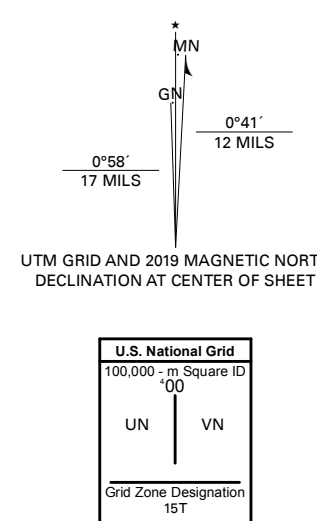 ★
MN
GN
0°41´
12 MILS
0°58´
17 MILS
UTM GRID AND 2019 MAGNETIC NORT
DECLINATION AT CENTER OF SHEET
U.S. National Grid
100,000 - m Square ID
⁴00
UN VN
Grid Zone Designation
15T